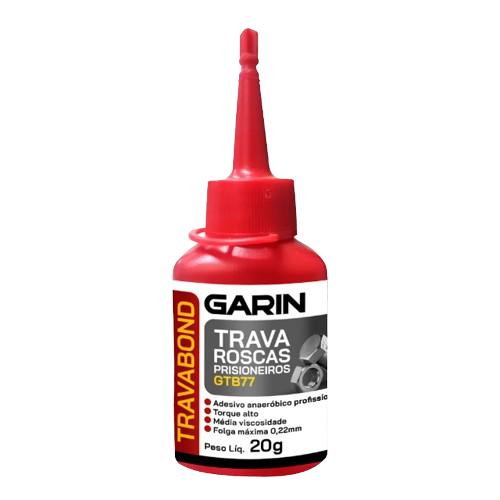 TRAVABOND
GARIN
TRAVA
ROSCAS
PRISIONEIROS
GTB77
Adesivo anaeróbico
Torque alto
Média viscosidade
Folga máxima 0,22mm
Peso Líq. 20g